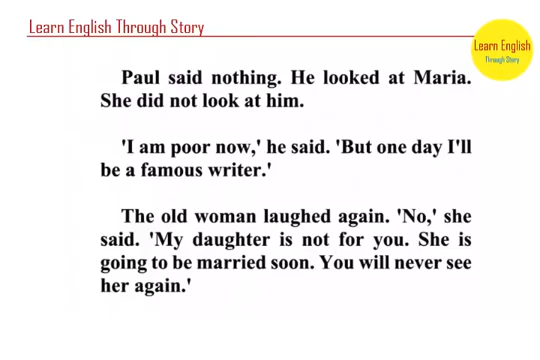 Learn English Through Story
Learn English
Through Story
Paul said nothing. He looked at Maria.
She did not look at him.
'I am poor now,' he said. 'But one day I'll
be a famous writer.'
The old woman laughed again. 'No,' she
said. 'My daughter is not for you. She is
going to be married soon. You will never see
her again.'